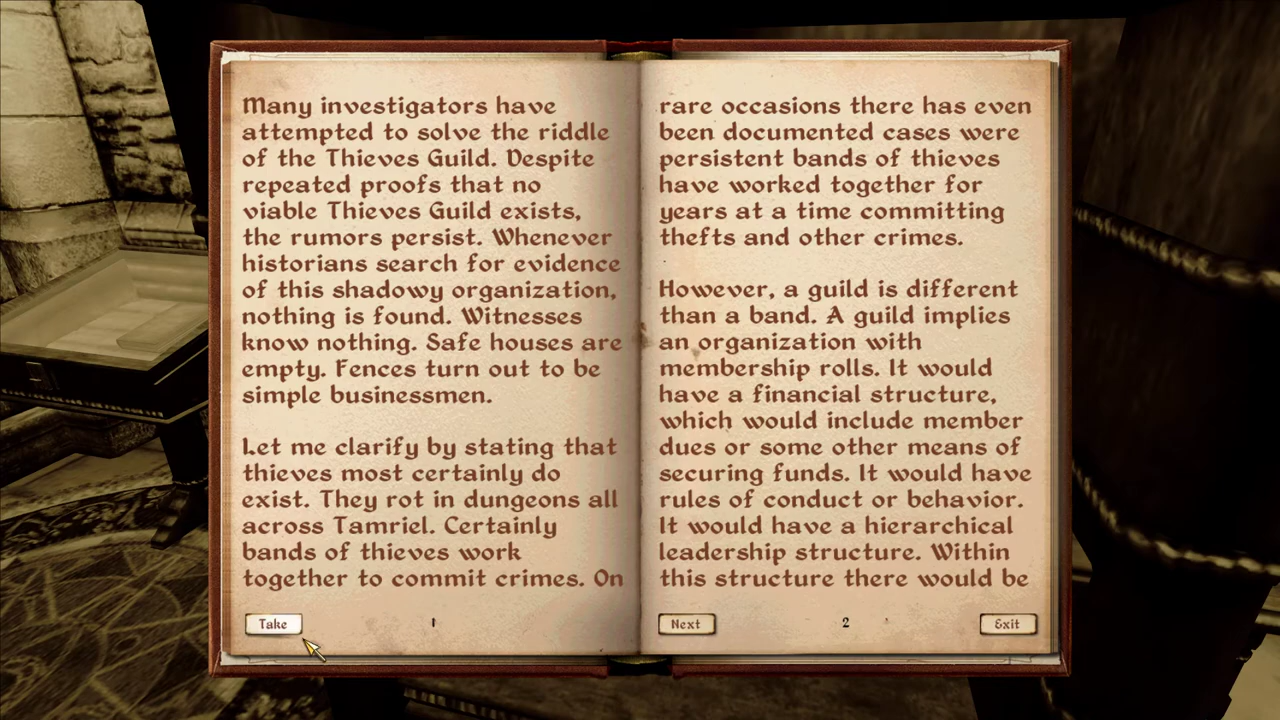 Many investigators have
attempted to solve the riddle
of the Thieves Guild. Despite
repeated proofs that no
viable Thieves Guild exists,
the rumors persist. Whenever
historians search for evidence
of this shadowy organization,
nothing is found. Witnesses
know nothing. Safe houses are
empty. Fences turn out to be
simple businessmen.
Let me clarify by stating that
thieves most certainly do
exist. They rot in dungeons all
across Tamriel. Certainly
bands of thieves work
together to commit crimes. On
rare occasions there has even
been documented cases were
persistent bands of thieves
have worked together for
years at a time committing
thefts and other crimes.
However, a guild is different
than a band. A guild implies
an organization with
membership rolls. It would
have a financial structure,
which would include member
dues or some other means of
securing funds. It would have
rules of conduct or behavior.
It would have a hierarchical
leadership structure. Within
this structure there would be
Take 1 Next 2 Exit